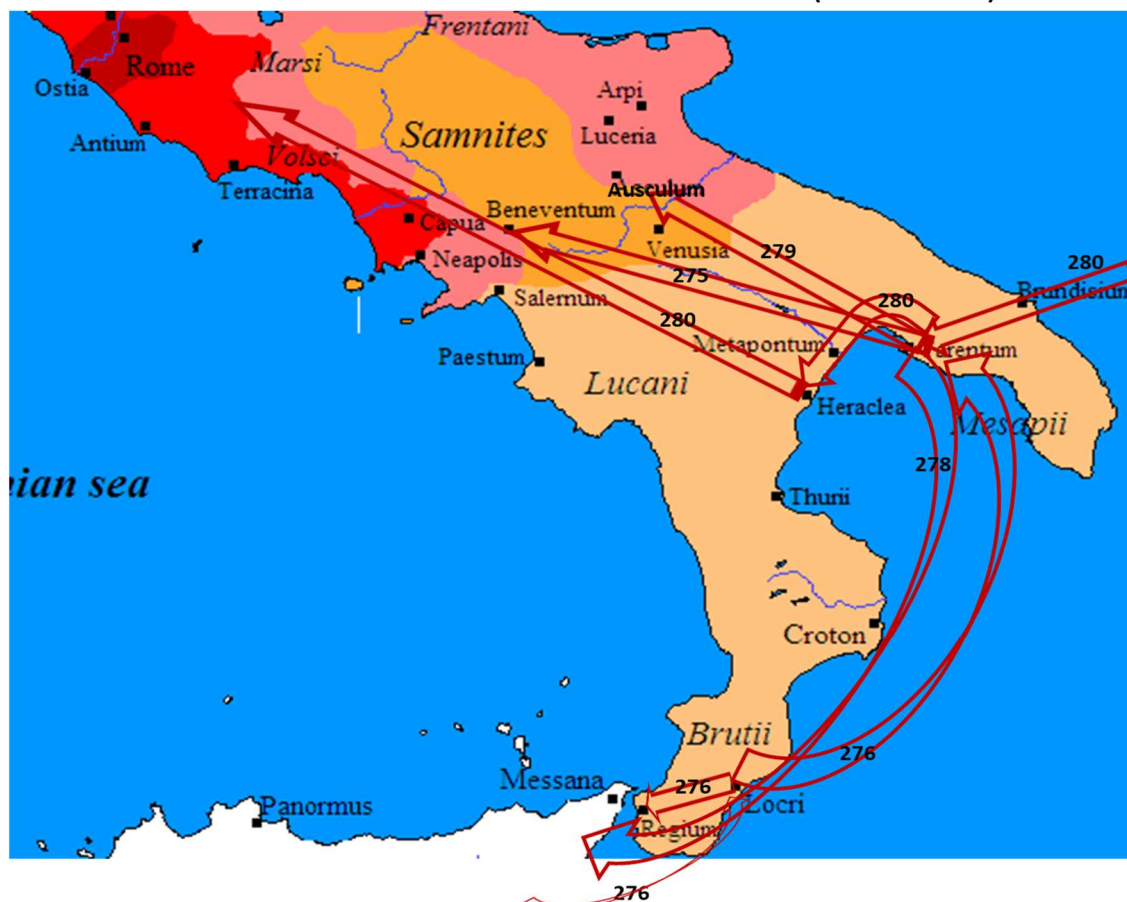 Frentani
Rome
Marsi
Ostia
Arpi
Antium
Samnites
Luceria
Volsci
Terracina
Ausculum
Beneventum
Capua
Venusia
279
Neapolis
275
280
Salernum
Brundisium
280
280
Paestum
Metapontum
arentum
Lucani
Heraclea
Mesapii
278
nian sea
Thurii
Croton
Brutii
276
Messana
276
Panormus
Locri
Regium
276